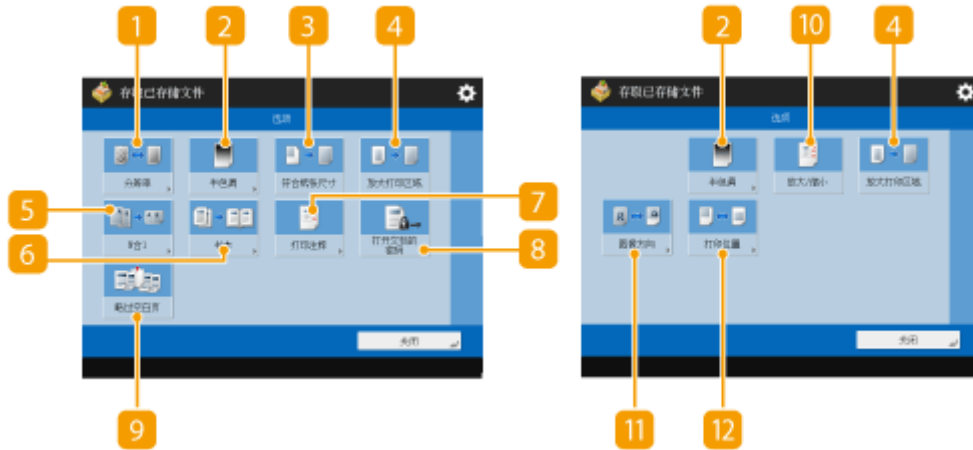 1 2 3 4 2 10 4
存取已存储文件
选项
分辨率 半色调 符合纸张尺寸 放大打印区域
5 N合1 打印注释 打开文档的 7
6 密码 8
略过空白页
关闭
9
存取已存储文件
选项
半色调 放大/缩小 放大打印区域
图像方向 打印位置
关闭
11 12